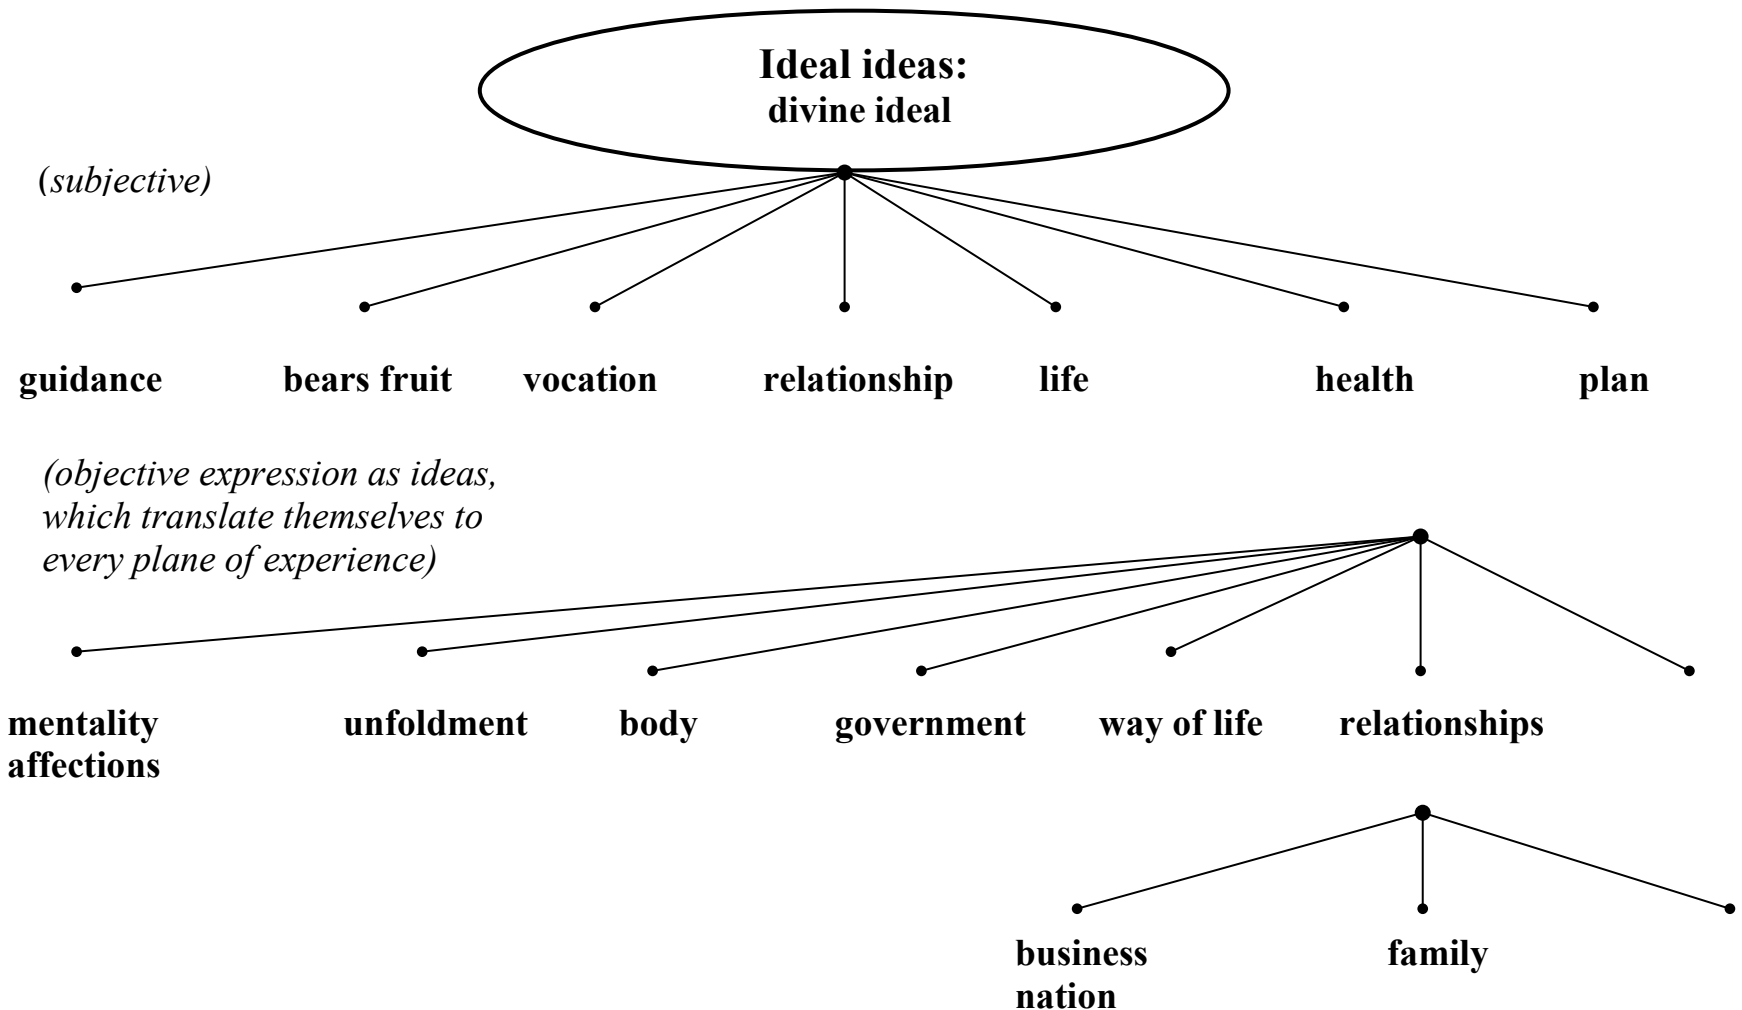 Ideal ideas:
divine ideal
(subjective)
guidance bears fruit vocation relationship life health plan
(objective expression as ideas,
which translate themselves to
every plane of experience)
mentality unfoldment body government way of life relationships
affections
business family
nation